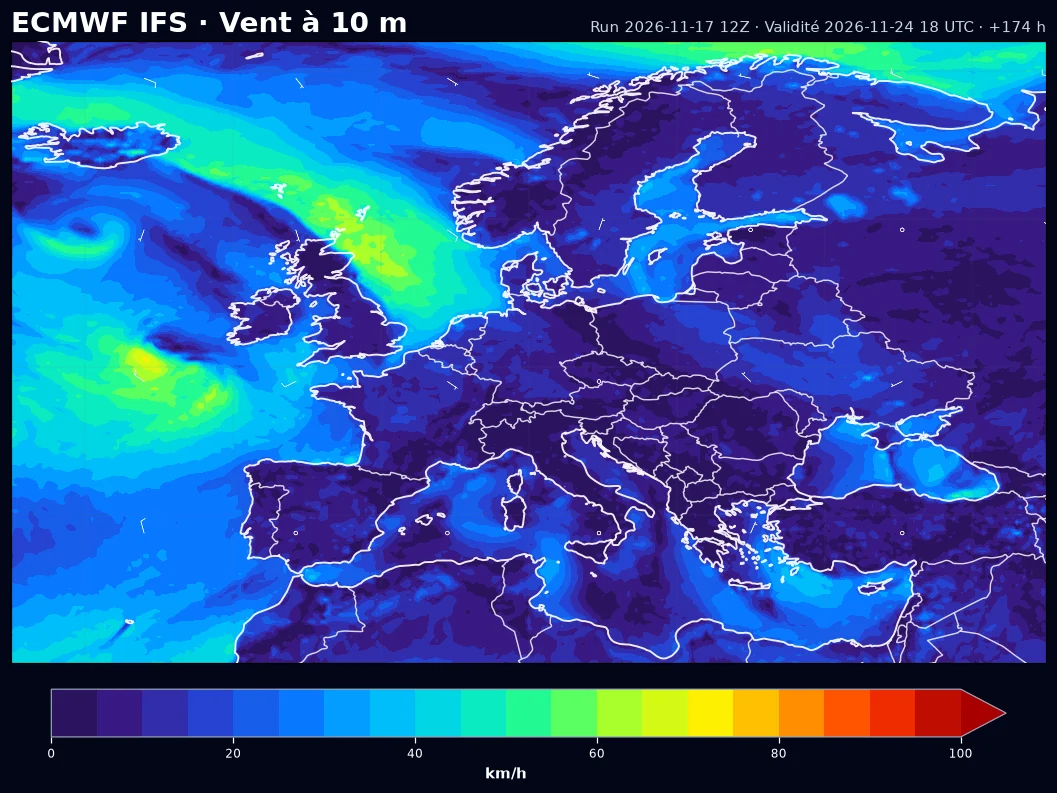 ECMWF IFS · Vent à 10 m
Run 2026-11-17 12Z · Validité 2026-11-24 18 UTC · +174 h
0 20 40 60 80 100
km/h